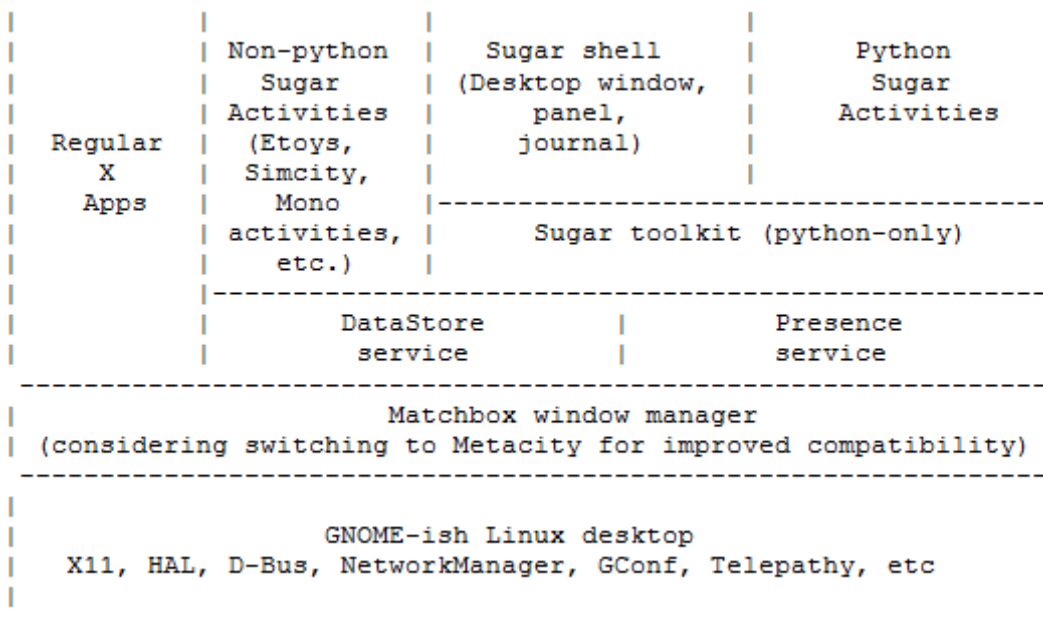 Non-python Sugar shell Python
Sugar (Desktop window, Sugar
Activities panel, Activities
Regular (Etoys, journal)
X Simcity,
Apps Mono
activities, Sugar toolkit (python-only)
etc.)
DataStore Presence
service service
Matchbox window manager
(considering switching to Metacity for improved compatibility)
GNOME-ish Linux desktop
X11, HAL, D-Bus, NetworkManager, GConf, Telepathy, etc